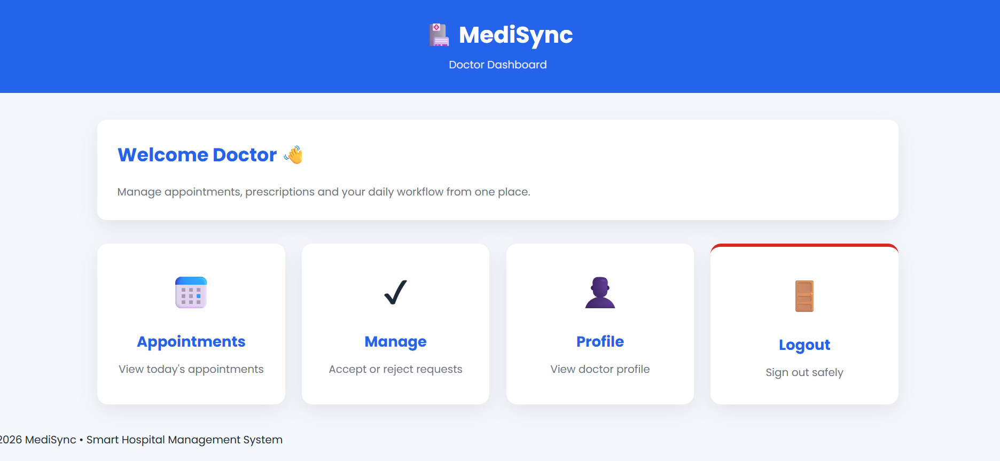 MediSync
Doctor Dashboard
Welcome Doctor 👋
Manage appointments, prescriptions and your daily workflow from one place.
Appointments
View today's appointments
Manage
Accept or reject requests
Profile
View doctor profile
Logout
Sign out safely
2026 MediSync • Smart Hospital Management System